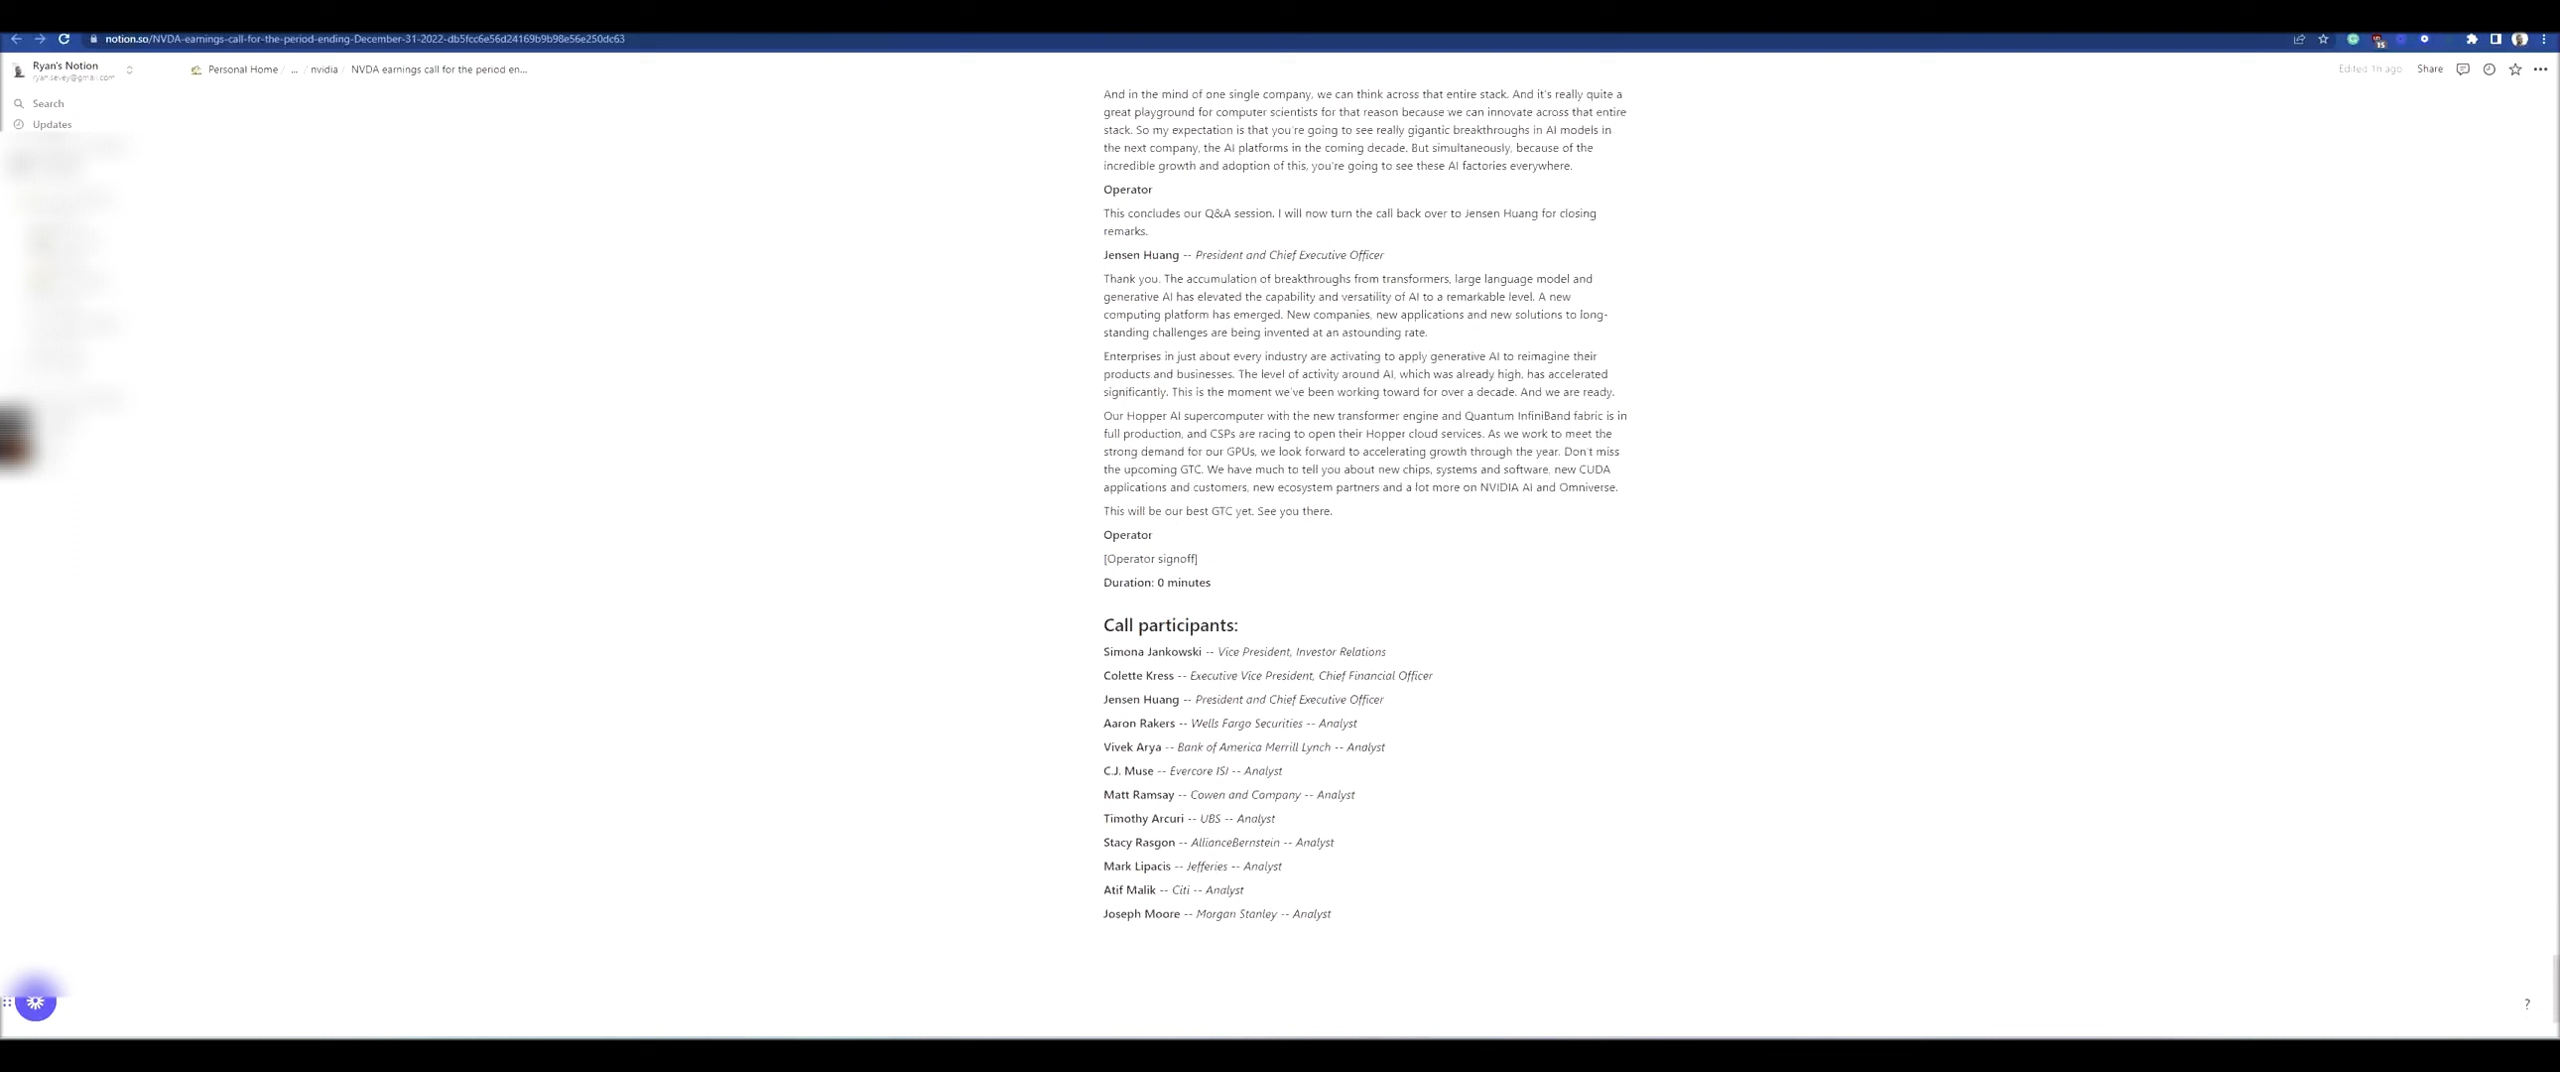 notion.so/NVDA-earnings-call-for-the-period-ending-December-31-2022-db5fcc6e56d24169b9b98e56e250dc63
15
Ryan's Notion
ryan.sevey@gmail.com
Personal Home / ... / nvidia / NVDA earnings call for the period en...
Edited 1h ago
Share
Search
Updates
And in the mind of one single company, we can think across that entire stack. And it's really quite a
great playground for computer scientists for that reason because we can innovate across that entire
stack. So my expectation is that you're going to see really gigantic breakthroughs in AI models in
the next company, the AI platforms in the coming decade. But simultaneously, because of the
incredible growth and adoption of this, you're going to see these AI factories everywhere.
Operator
This concludes our Q&A session. I will now turn the call back over to Jensen Huang for closing
remarks.
Jensen Huang -- President and Chief Executive Officer
Thank you. The accumulation of breakthroughs from transformers, large language model and
generative AI has elevated the capability and versatility of AI to a remarkable level. A new
computing platform has emerged. New companies, new applications and new solutions to long-
standing challenges are being invented at an astounding rate.
Enterprises in just about every industry are activating to apply generative AI to reimagine their
products and businesses. The level of activity around AI, which was already high, has accelerated
significantly. This is the moment we've been working toward for over a decade. And we are ready.
Our Hopper AI supercomputer with the new transformer engine and Quantum InfiniBand fabric is in
full production, and CSPs are racing to open their Hopper cloud services. As we work to meet the
strong demand for our GPUs, we look forward to accelerating growth through the year. Don't miss
the upcoming GTC. We have much to tell you about new chips, systems and software, new CUDA
applications and customers, new ecosystem partners and a lot more on NVIDIA AI and Omniverse.
This will be our best GTC yet. See you there.
Operator
[Operator signoff]
Duration: 0 minutes
Call participants:
Simona Jankowski -- Vice President, Investor Relations
Colette Kress -- Executive Vice President, Chief Financial Officer
Jensen Huang -- President and Chief Executive Officer
Aaron Rakers -- Wells Fargo Securities -- Analyst
Vivek Arya -- Bank of America Merrill Lynch -- Analyst
C.J. Muse -- Evercore ISI -- Analyst
Matt Ramsay -- Cowen and Company -- Analyst
Timothy Arcuri -- UBS -- Analyst
Stacy Rasgon -- AllianceBernstein -- Analyst
Mark Lipacis -- Jefferies -- Analyst
Atif Malik -- Citi -- Analyst
Joseph Moore -- Morgan Stanley -- Analyst
?